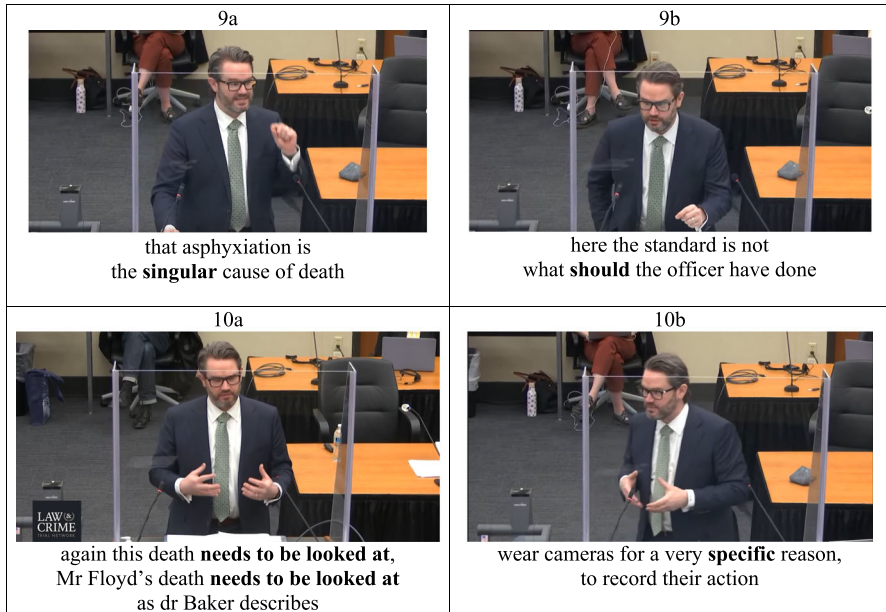 9a
9b
that asphyxiation is
the singular cause of death
here the standard is not
what should the officer have done
10a
10b
LAW&
CRIME
TRIAL NETWORK
again this death needs to be looked at,
Mr Floyd's death needs to be looked at
as dr Baker describes
wear cameras for a very specific reason,
to record their action